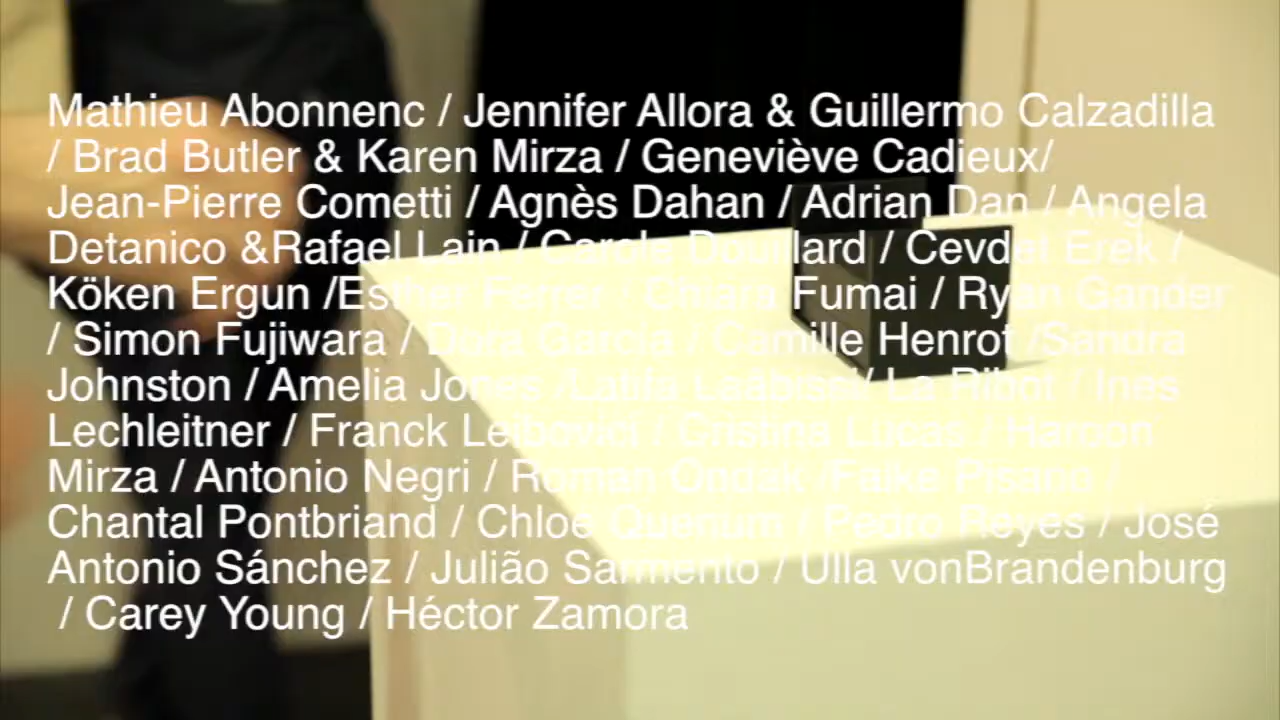 Mathieu Abonnenc / Jennifer Allora & Guillermo Calzadilla
/ Brad Butler & Karen Mirza / Geneviève Cadieux/
Jean-Pierre Cometti / Agnès Dahan / Adrian Dan / Angela
Detanico &Rafael Lain / Carole Douillard / Cevdet Erek /
Köken Ergun /Esther Ferrer / Chiara Fumai / Ryan Gander
/ Simon Fujiwara / Dora García / Camille Henrot /Sandra
Johnston / Amelia Jones /Latifa Laâbissi/ La Ribot / Ines
Lechleitner / Franck Leibovici / Cristina Lucas / Haroon
Mirza / Antonio Negri / Roman Ondak /Falke Pisano /
Chantal Pontbriand / Chloé Quenum / Pedro Reyes / José
Antonio Sánchez / Julião Sarmento / Ulla vonBrandenburg
/ Carey Young / Héctor Zamora